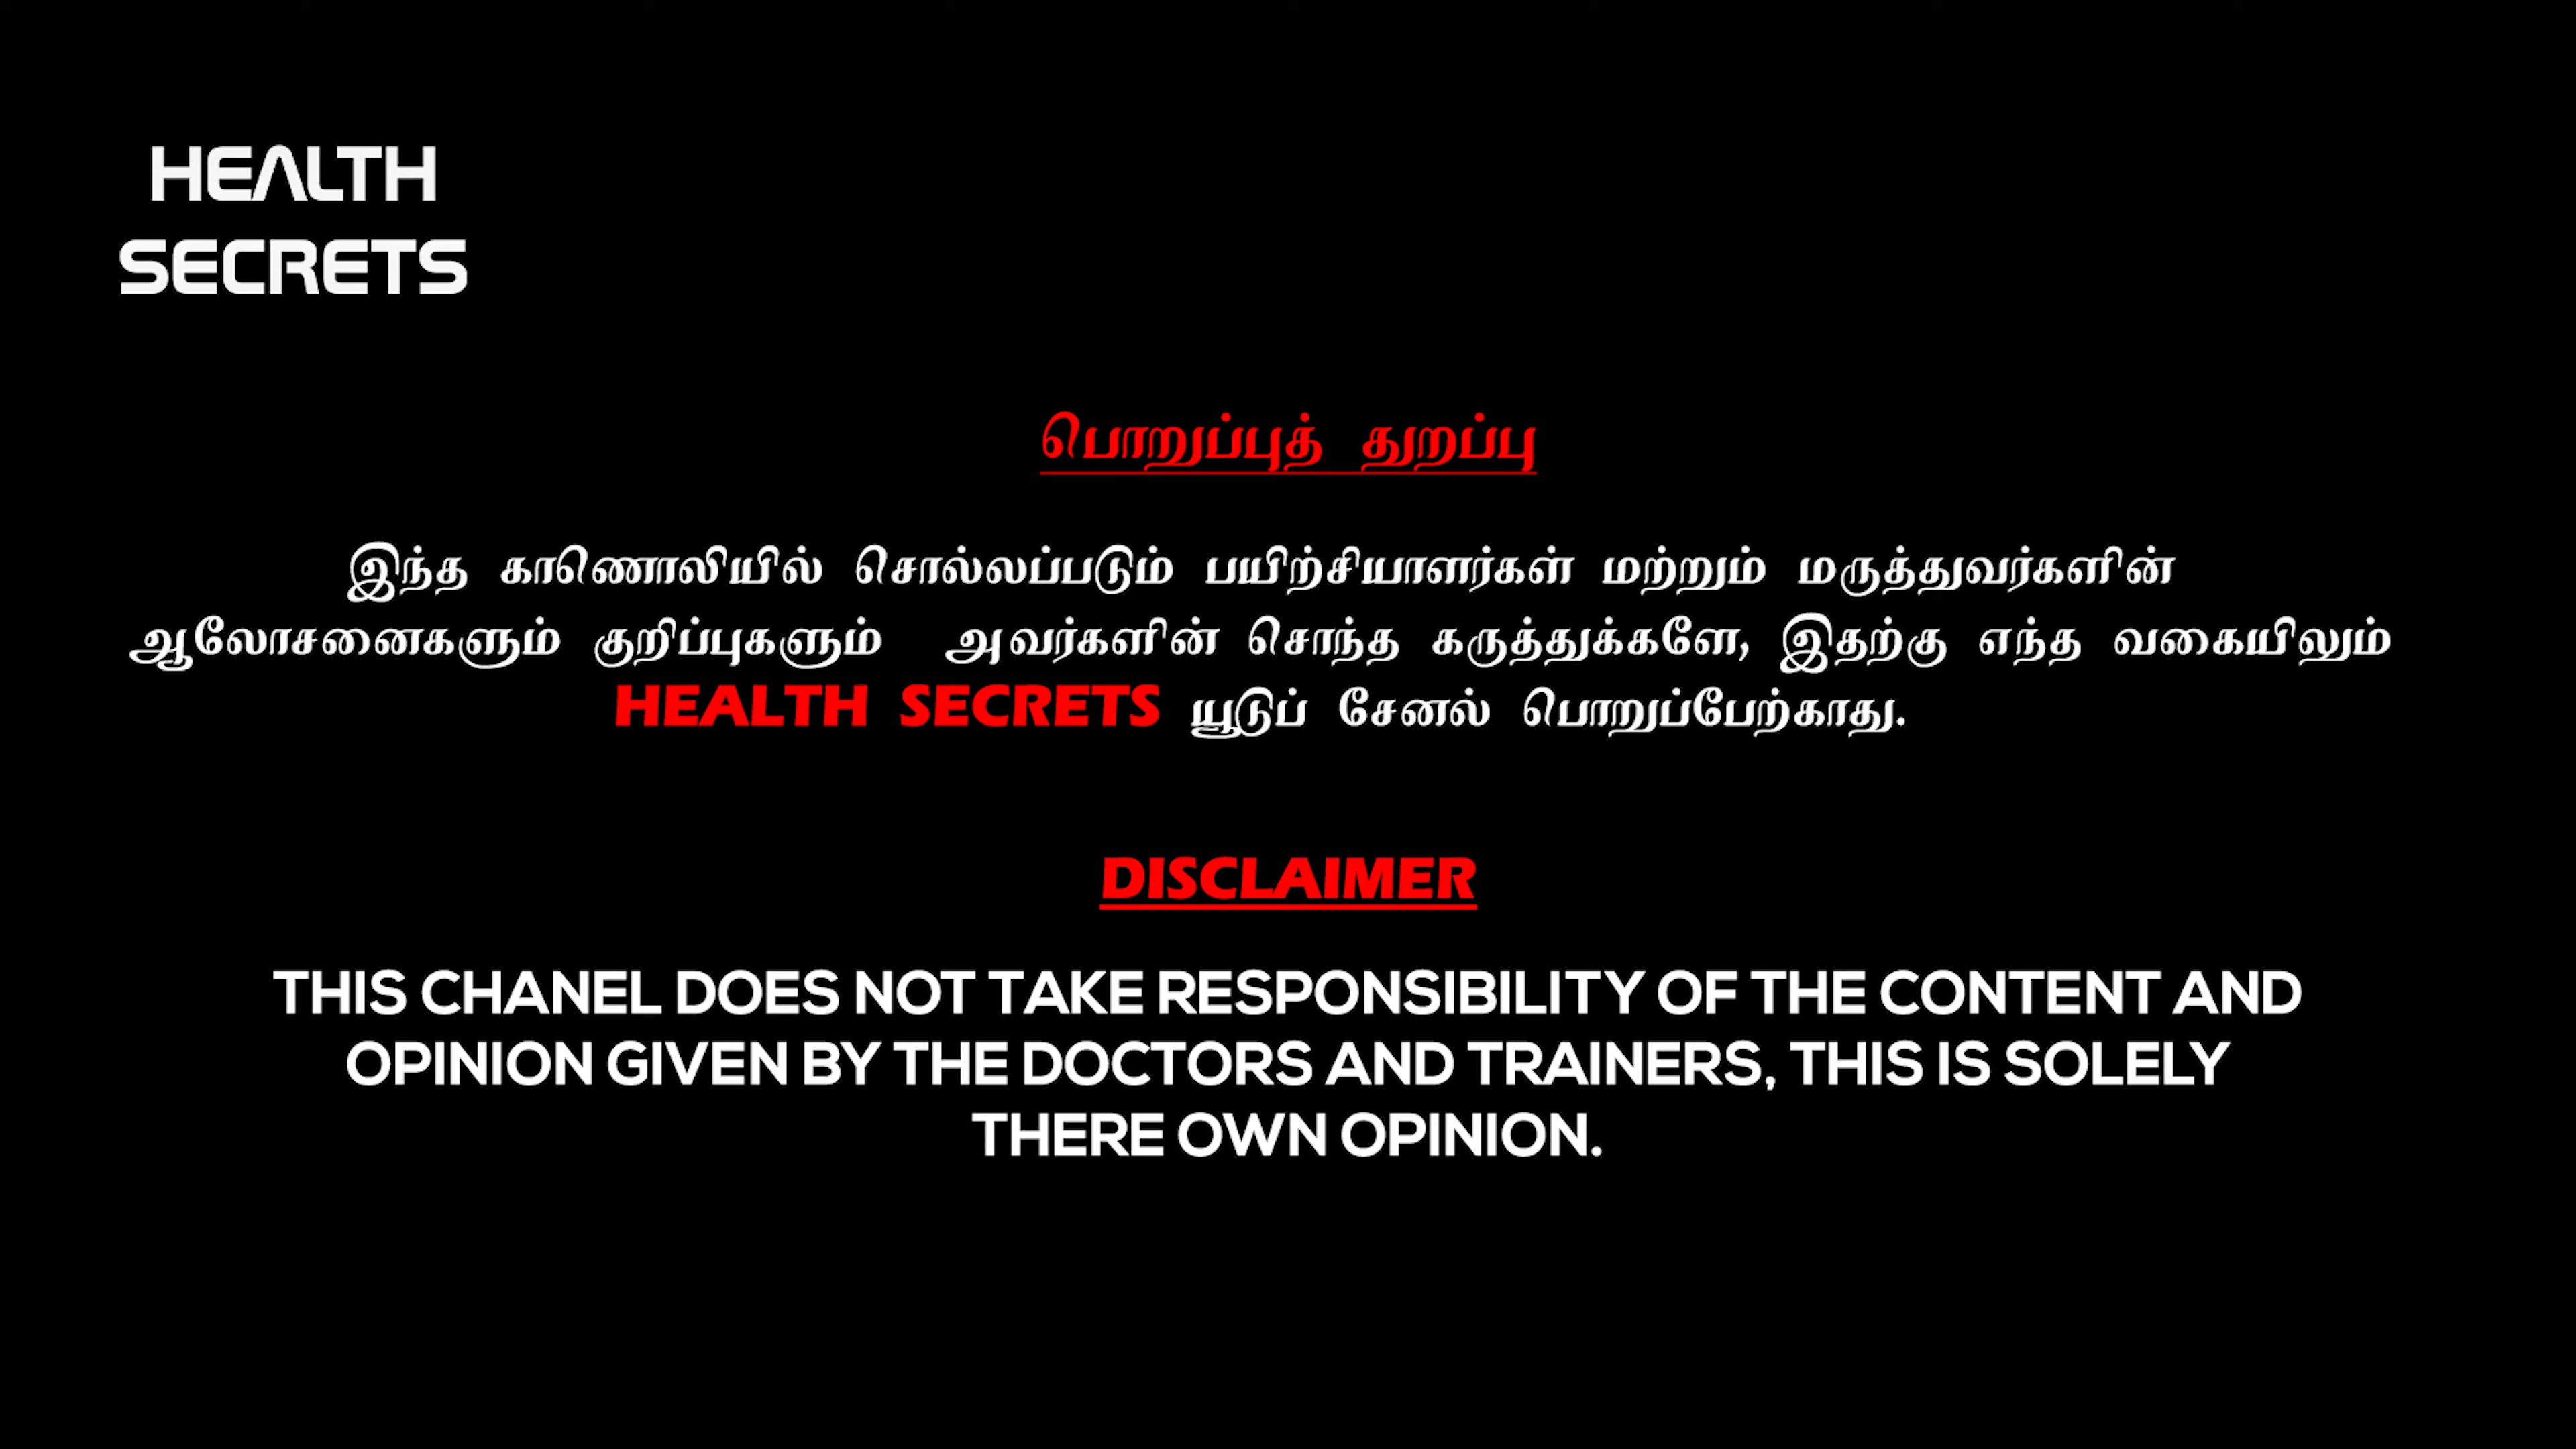 HEALTH
SECRETS
பொறுப்புத் துறப்பு
இந்த காணொலியில் சொல்லப்படும் பயிற்சியாளர்கள் மற்றும் மருத்துவர்களின்
ஆலோசனைகளும் குறிப்புகளும் அவர்களின் சொந்த கருத்துக்களே, இதற்கு எந்த வகையிலும்
HEALTH SECRETS யூடுப் சேனல் பொறுப்பேற்காது.
DISCLAIMER
THIS CHANEL DOES NOT TAKE RESPONSIBILITY OF THE CONTENT AND
OPINION GIVEN BY THE DOCTORS AND TRAINERS, THIS IS SOLELY
THERE OWN OPINION.